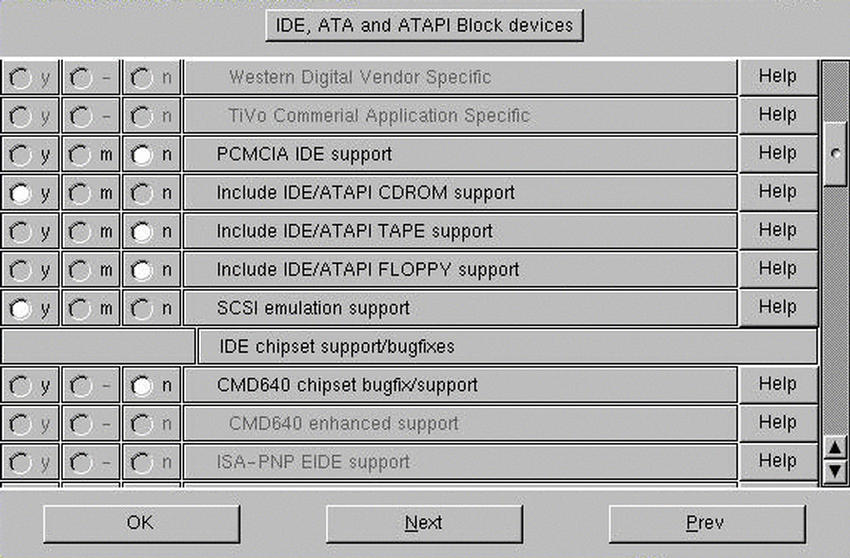 IDE, ATA and ATAPI Block devices
y - n Western Digital Vendor Specific Help
y - n TiVo Commerial Application Specific Help
y m n PCMCIA IDE support Help
y m n Include IDE/ATAPI CDROM support Help
y m n Include IDE/ATAPI TAPE support Help
y m n Include IDE/ATAPI FLOPPY support Help
y m n SCSI emulation support Help
IDE chipset support/bugfixes
y - n CMD640 chipset bugfix/support Help
y - n CMD640 enhanced support Help
y - n ISA-PNP EIDE support Help
OK Next Prev